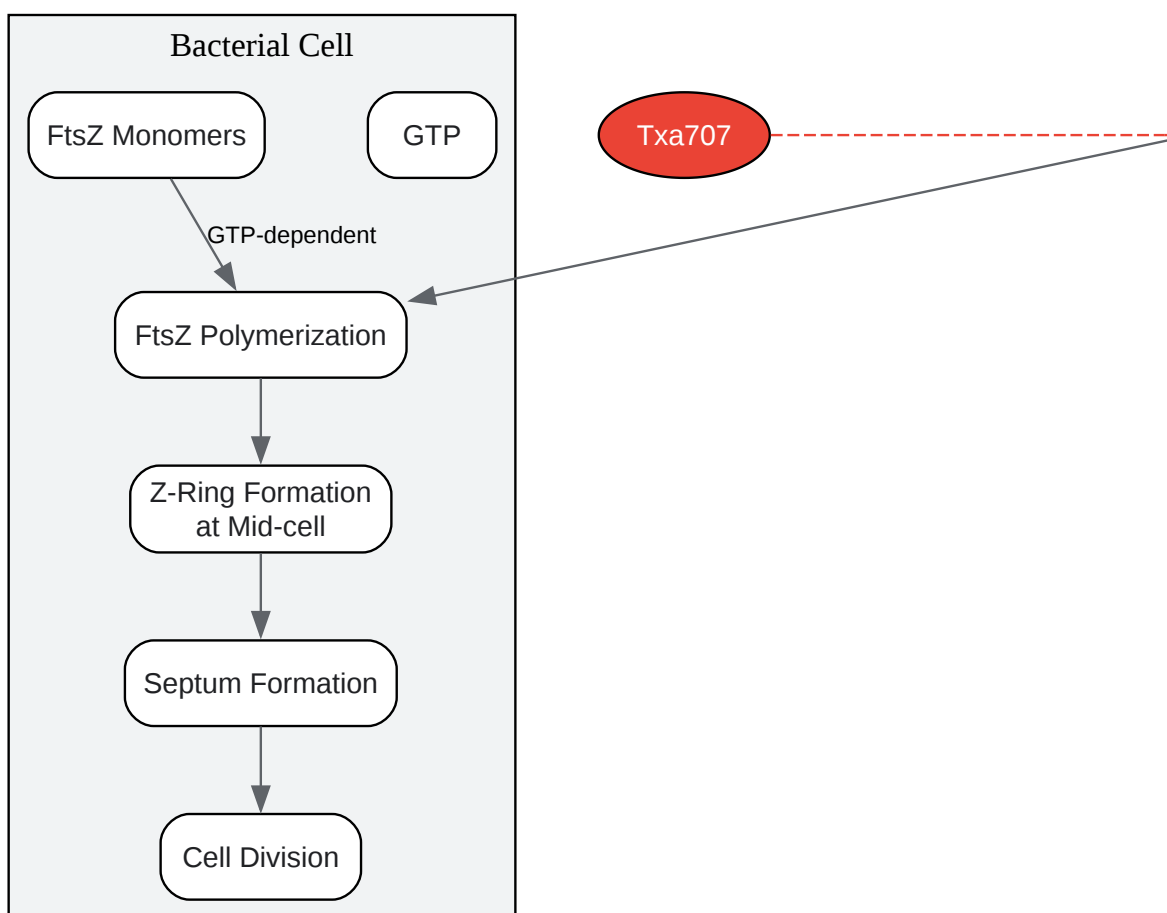 Bacterial Cell
FtsZ Monomers
GTP
Txa707
GTP-dependent
FtsZ Polymerization
Z-Ring Formation
at Mid-cell
Septum Formation
Cell Division